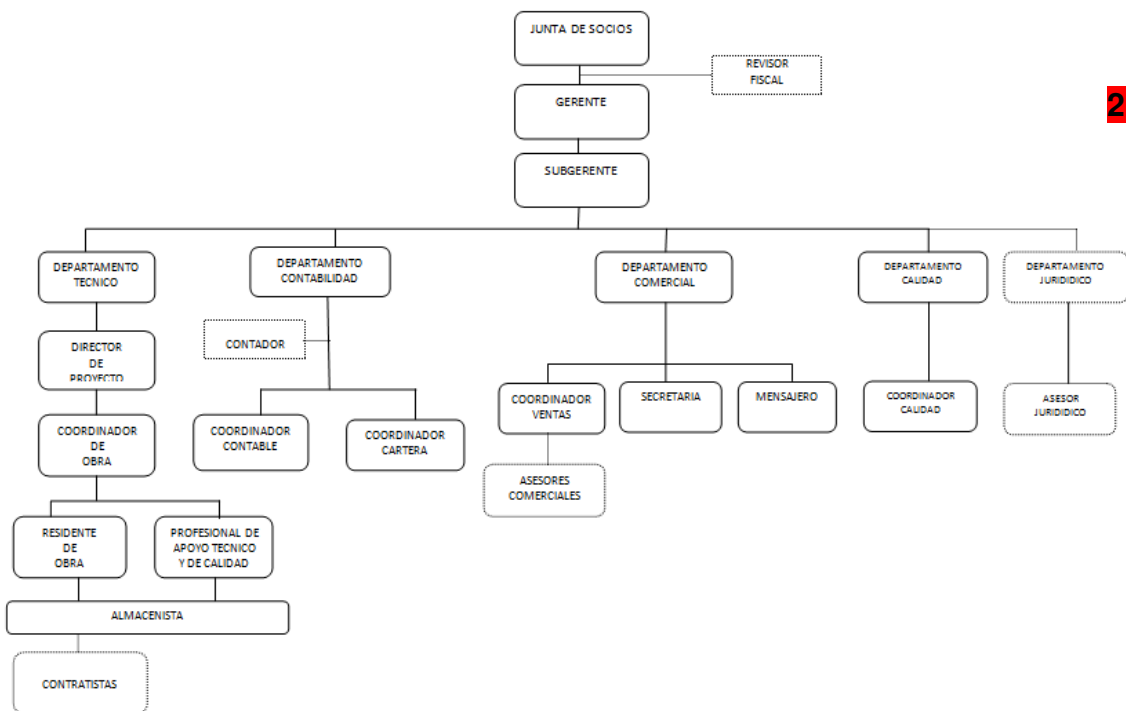 JUNTA DE SOCIOS
REVISOR
FISCAL
GERENTE
2
SUBGERENTE
DEPARTAMENTO
TECNICO
DEPARTAMENTO
CONTABILIDAD
DEPARTAMENTO
COMERCIAL
DEPARTAMENTO
CALIDAD
DEPARTAMENTO
JURIDIDICO
DIRECTOR
DE
PROYECTO
CONTADOR
COORDINADOR
DE
OBRA
COORDINADOR
CONTABLE
COORDINADOR
CARTERA
COORDINADOR
VENTAS
SECRETARIA
MENSAJERO
COORDINADOR
CALIDAD
ASESOR
JURIDIDICO
ASESORES
COMERCIALES
RESIDENTE
DE
OBRA
PROFESIONAL DE
APOYO TECNICO
Y DE CALIDAD
ALMACENISTA
CONTRATISTAS